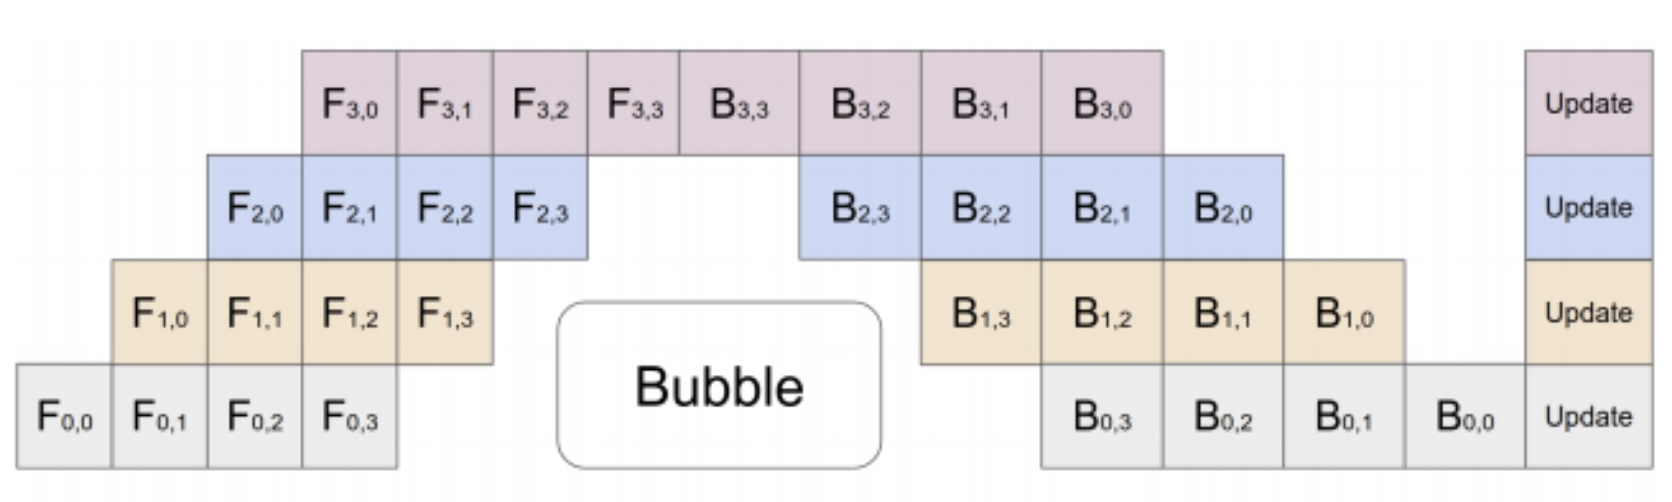 F3,0 F3,1 F3,2 F3,3 B3,3 B3,2 B3,1 B3,0 Update
F2,0 F2,1 F2,2 F2,3 B2,3 B2,2 B2,1 B2,0 Update
F1,0 F1,1 F1,2 F1,3 B1,3 B1,2 B1,1 B1,0 Update
Bubble
F0,0 F0,1 F0,2 F0,3 B0,3 B0,2 B0,1 B0,0 Update